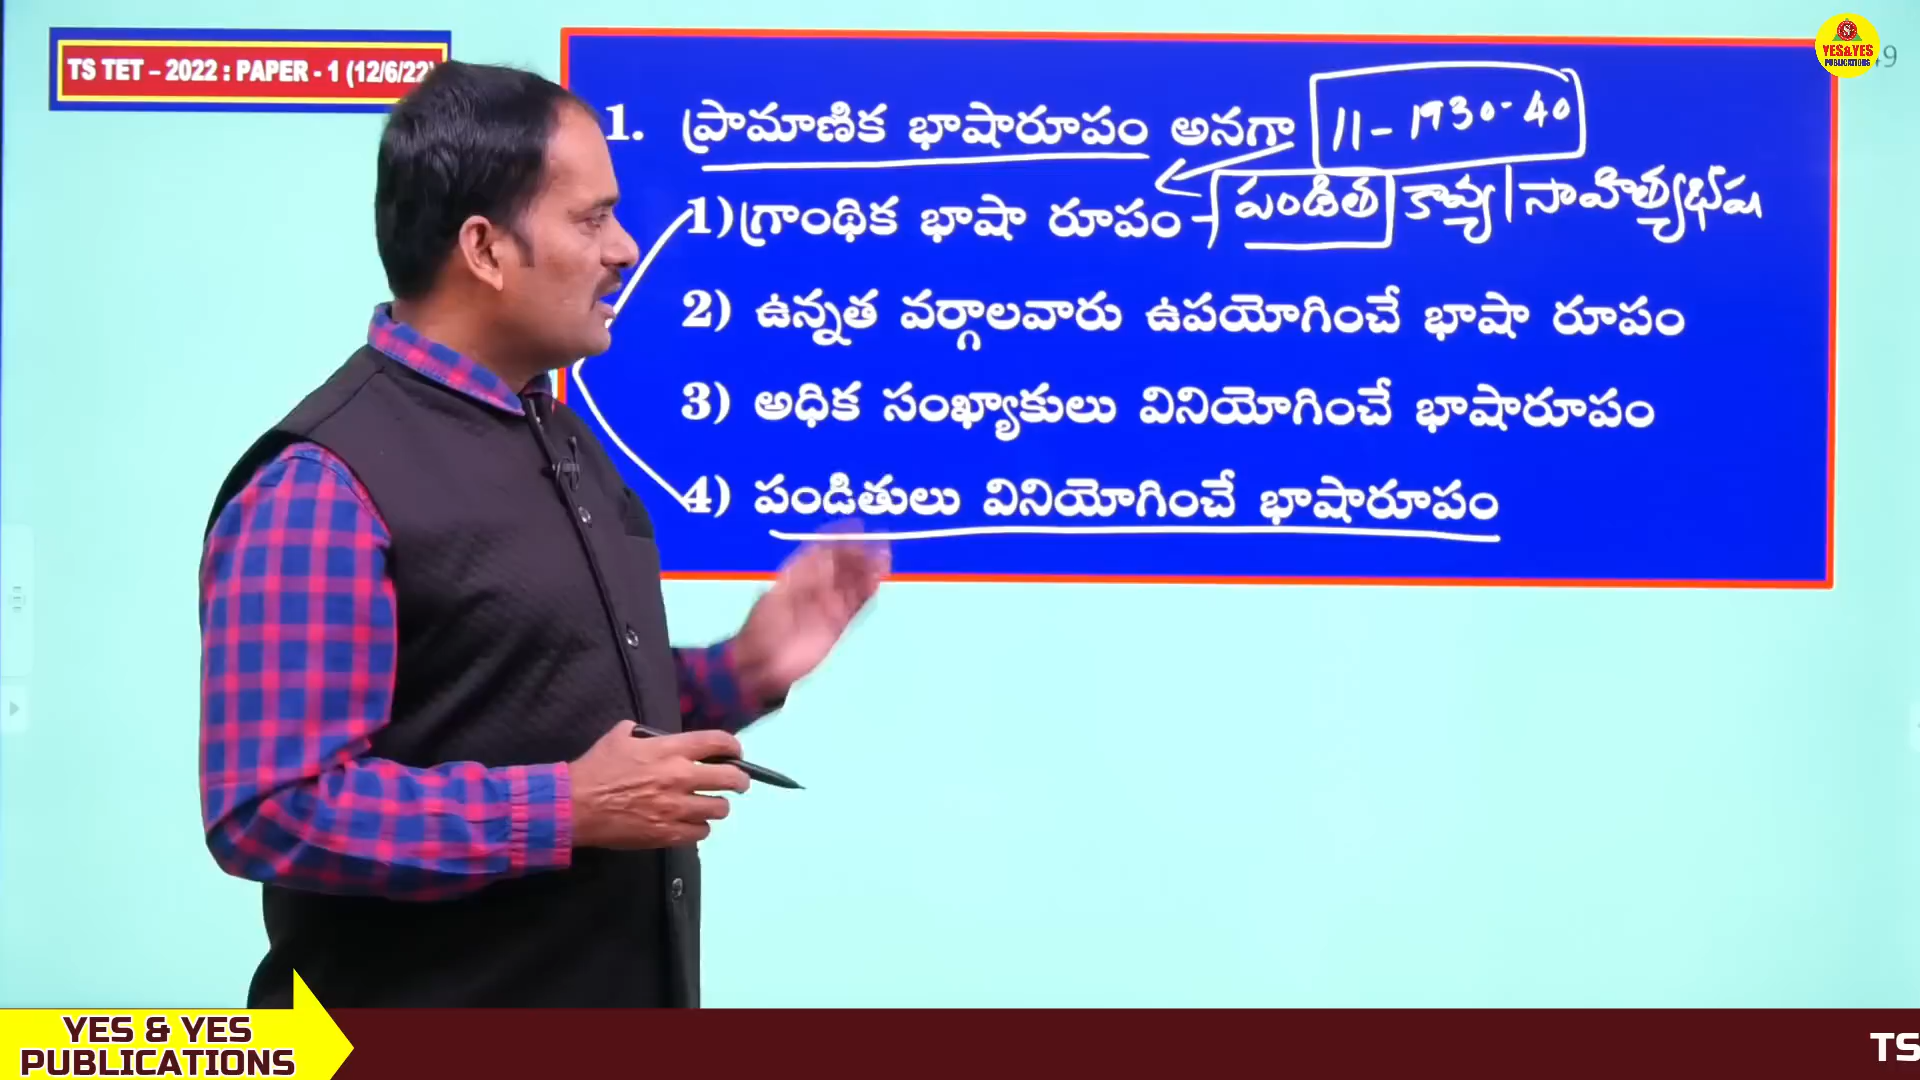 TS TET – 2022 : PAPER - 1 (12/6/22)
YES&YES
PUBLICATIONS
49
1. ప్రామాణిక భాషారూపం అనగా 11 - 1930-40
1) గ్రాంథిక భాషా రూపం - పండిత | కావ్య | సాహిత్యభాష
2) ఉన్నత వర్గాలవారు ఉపయోగించే భాషా రూపం
3) అధిక సంఖ్యాకులు వినియోగించే భాషారూపం
4) పండితులు వినియోగించే భాషారూపం
YES & YES
PUBLICATIONS
TS